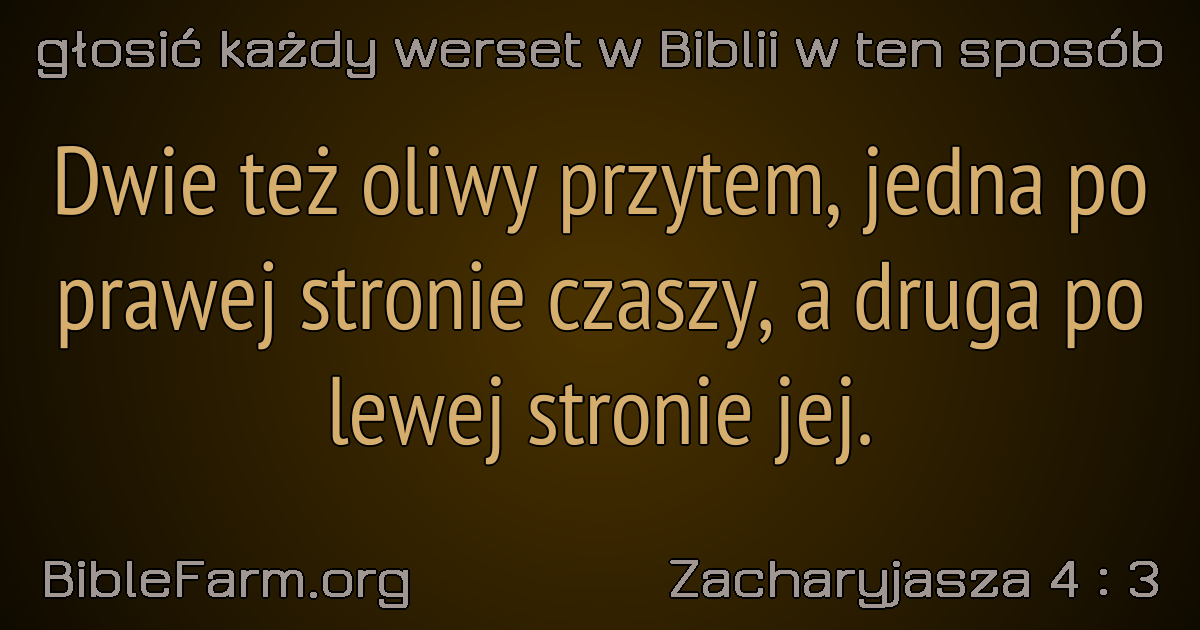 głosić każdy werset w Biblii w ten sposób
Dwie też oliwy przytem, jedna po
prawej stronie czaszy, a druga po
lewej stronie jej.
BibleFarm.org
Zacharyjasza 4 : 3